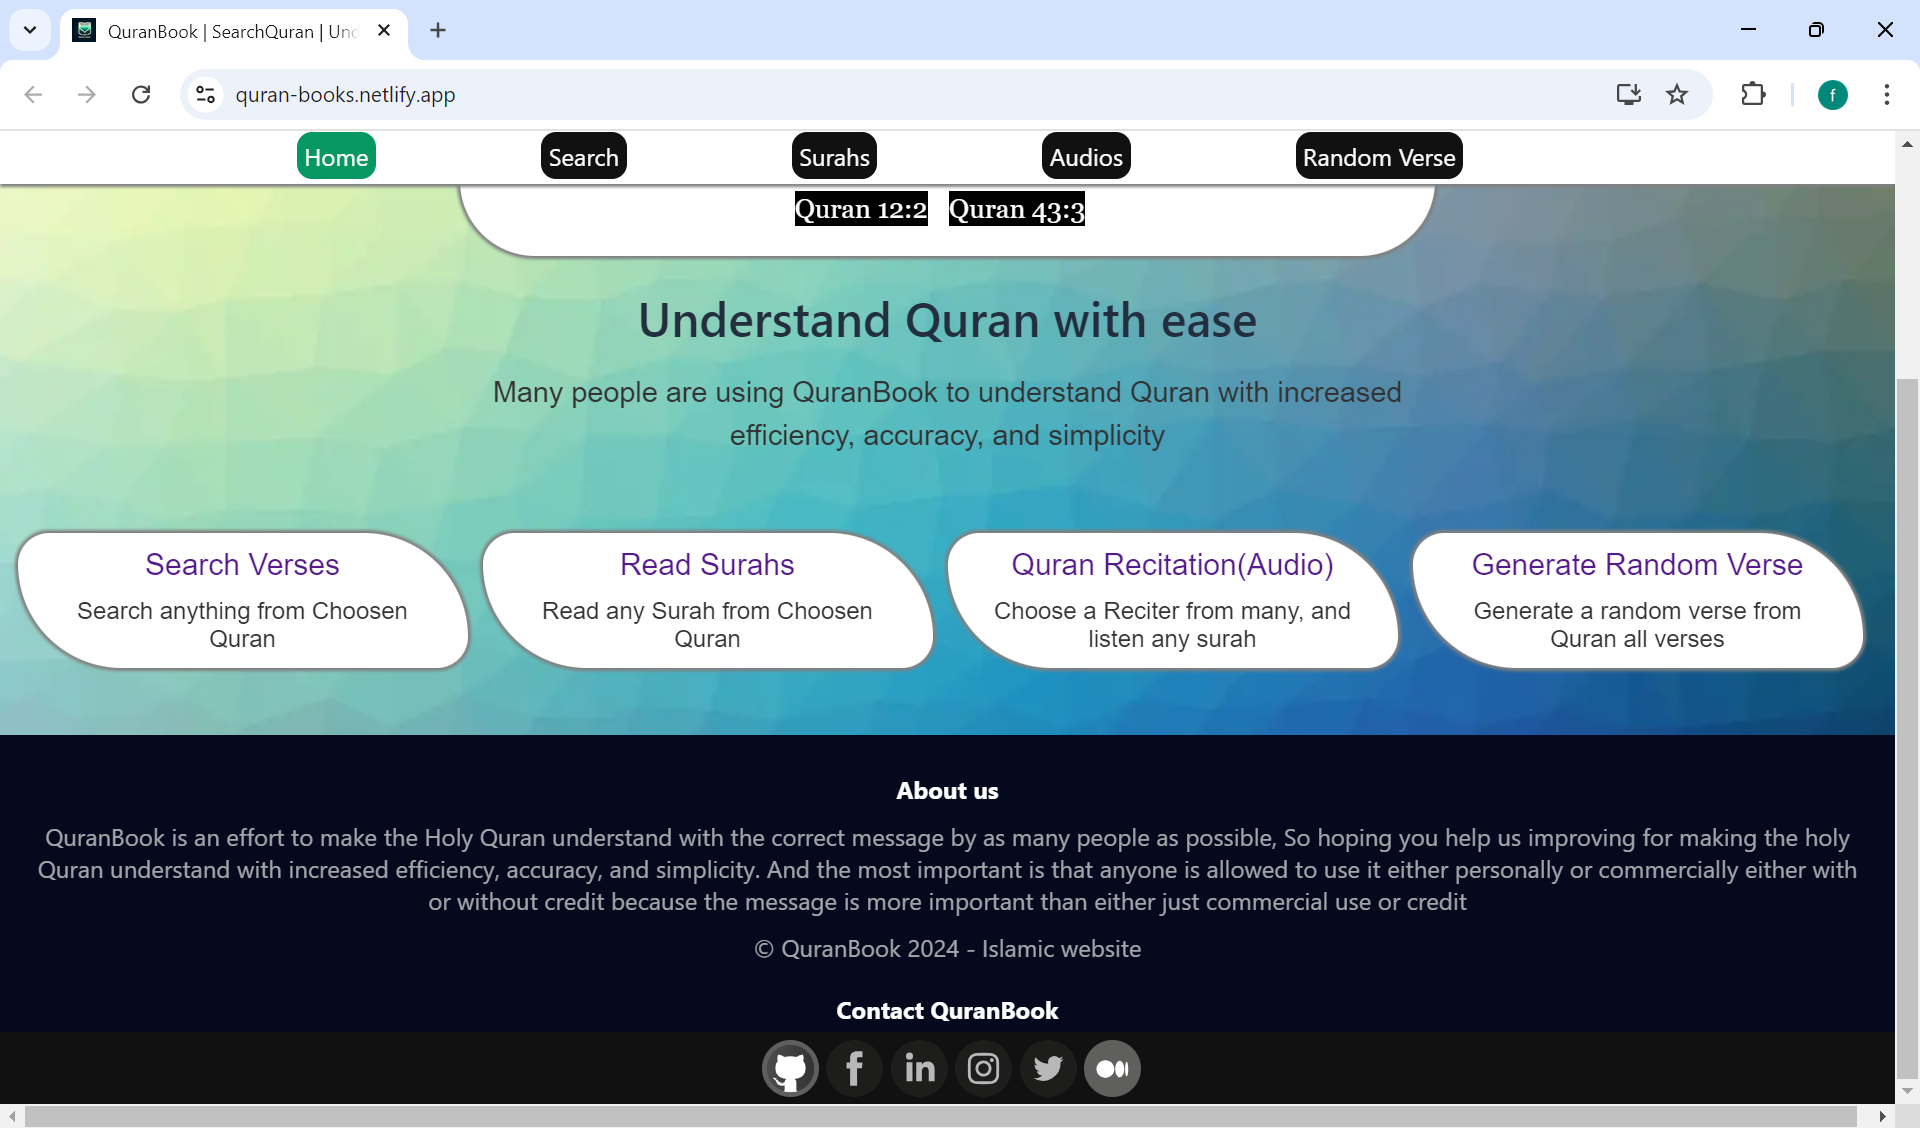 QuranBook | SearchQuran | Und
quran-books.netlify.app
f
Home Search Surahs Audios Random Verse
Quran 12:2 Quran 43:3
Understand Quran with ease
Many people are using QuranBook to understand Quran with increased
efficiency, accuracy, and simplicity
Search Verses
Search anything from Choosen
Quran
Read Surahs
Read any Surah from Choosen
Quran
Quran Recitation(Audio)
Choose a Reciter from many, and
listen any surah
Generate Random Verse
Generate a random verse from
Quran all verses
About us
QuranBook is an effort to make the Holy Quran understand with the correct message by as many people as possible, So hoping you help us improving for making the holy
Quran understand with increased efficiency, accuracy, and simplicity. And the most important is that anyone is allowed to use it either personally or commercially either with
or without credit because the message is more important than either just commercial use or credit
© QuranBook 2024 - Islamic website
Contact QuranBook